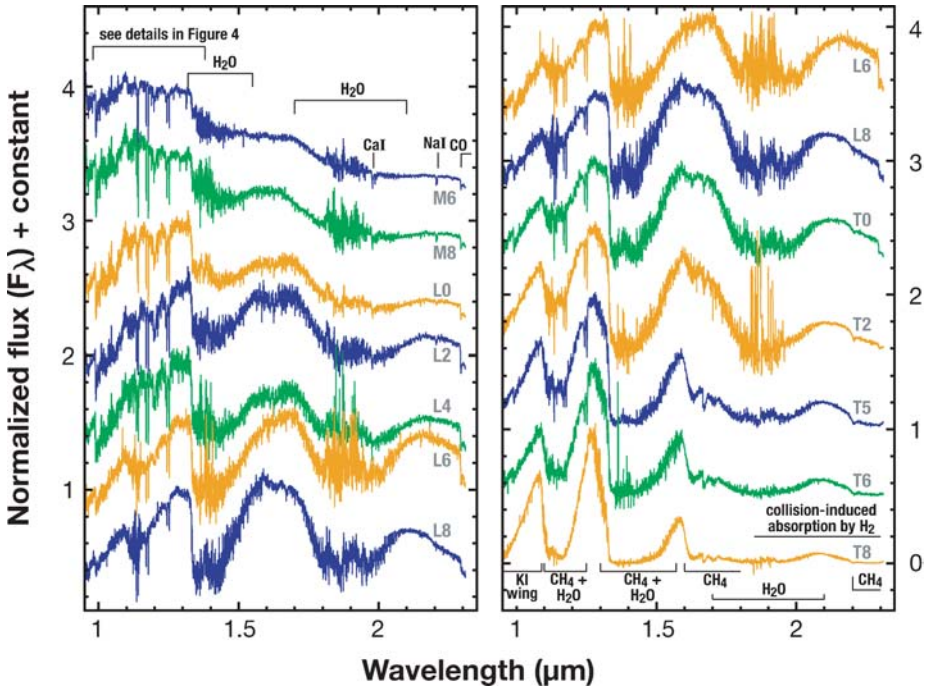 see details in Figure 4
H2O
H2O
CaI
NaI CO
M6
M8
L0
L2
L4
L6
L8
4
3
2
1
1
1.5
2
Normalized flux (Fλ) + constant
L6
L8
T0
T2
T5
T6
T8
collision-induced
absorption by H2
KI
wing
CH4 +
H2O
CH4 +
H2O
CH4
H2O
CH4
4
3
2
1
0
1
1.5
2
Wavelength (μm)